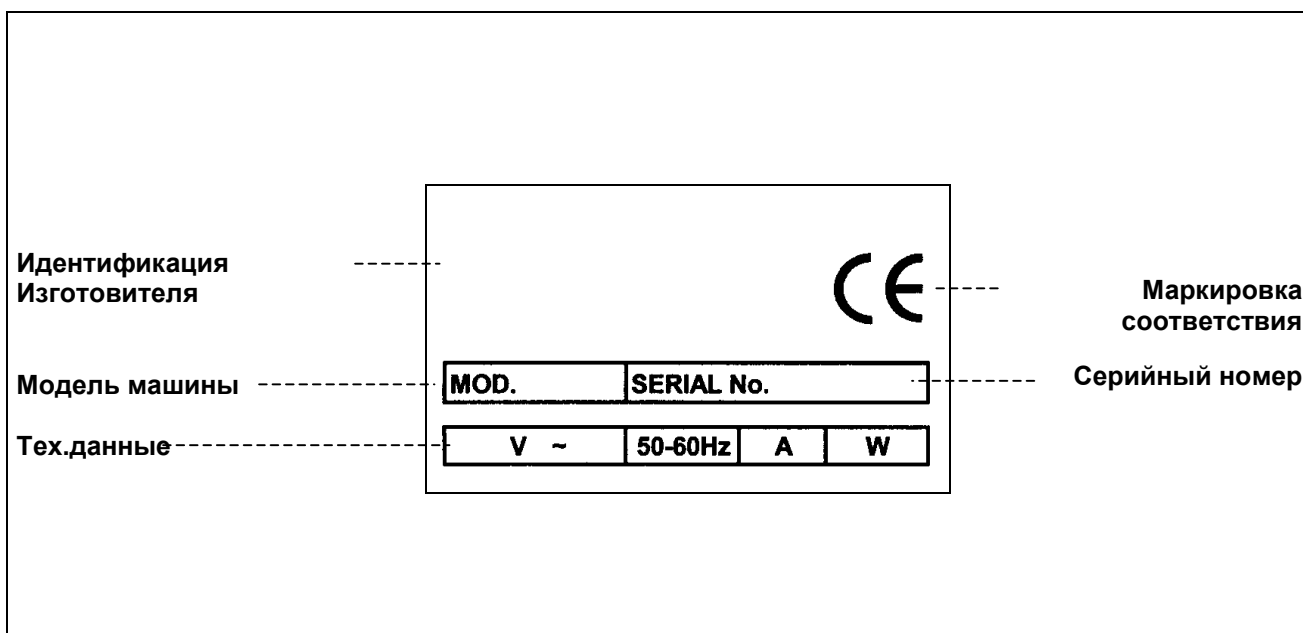 Идентификация
Изготовителя
CE
Маркировка
соответствия
Модель машины
MOD.
SERIAL No.
Серийный номер
Тех.данные
V ~
50-60Hz
A
W